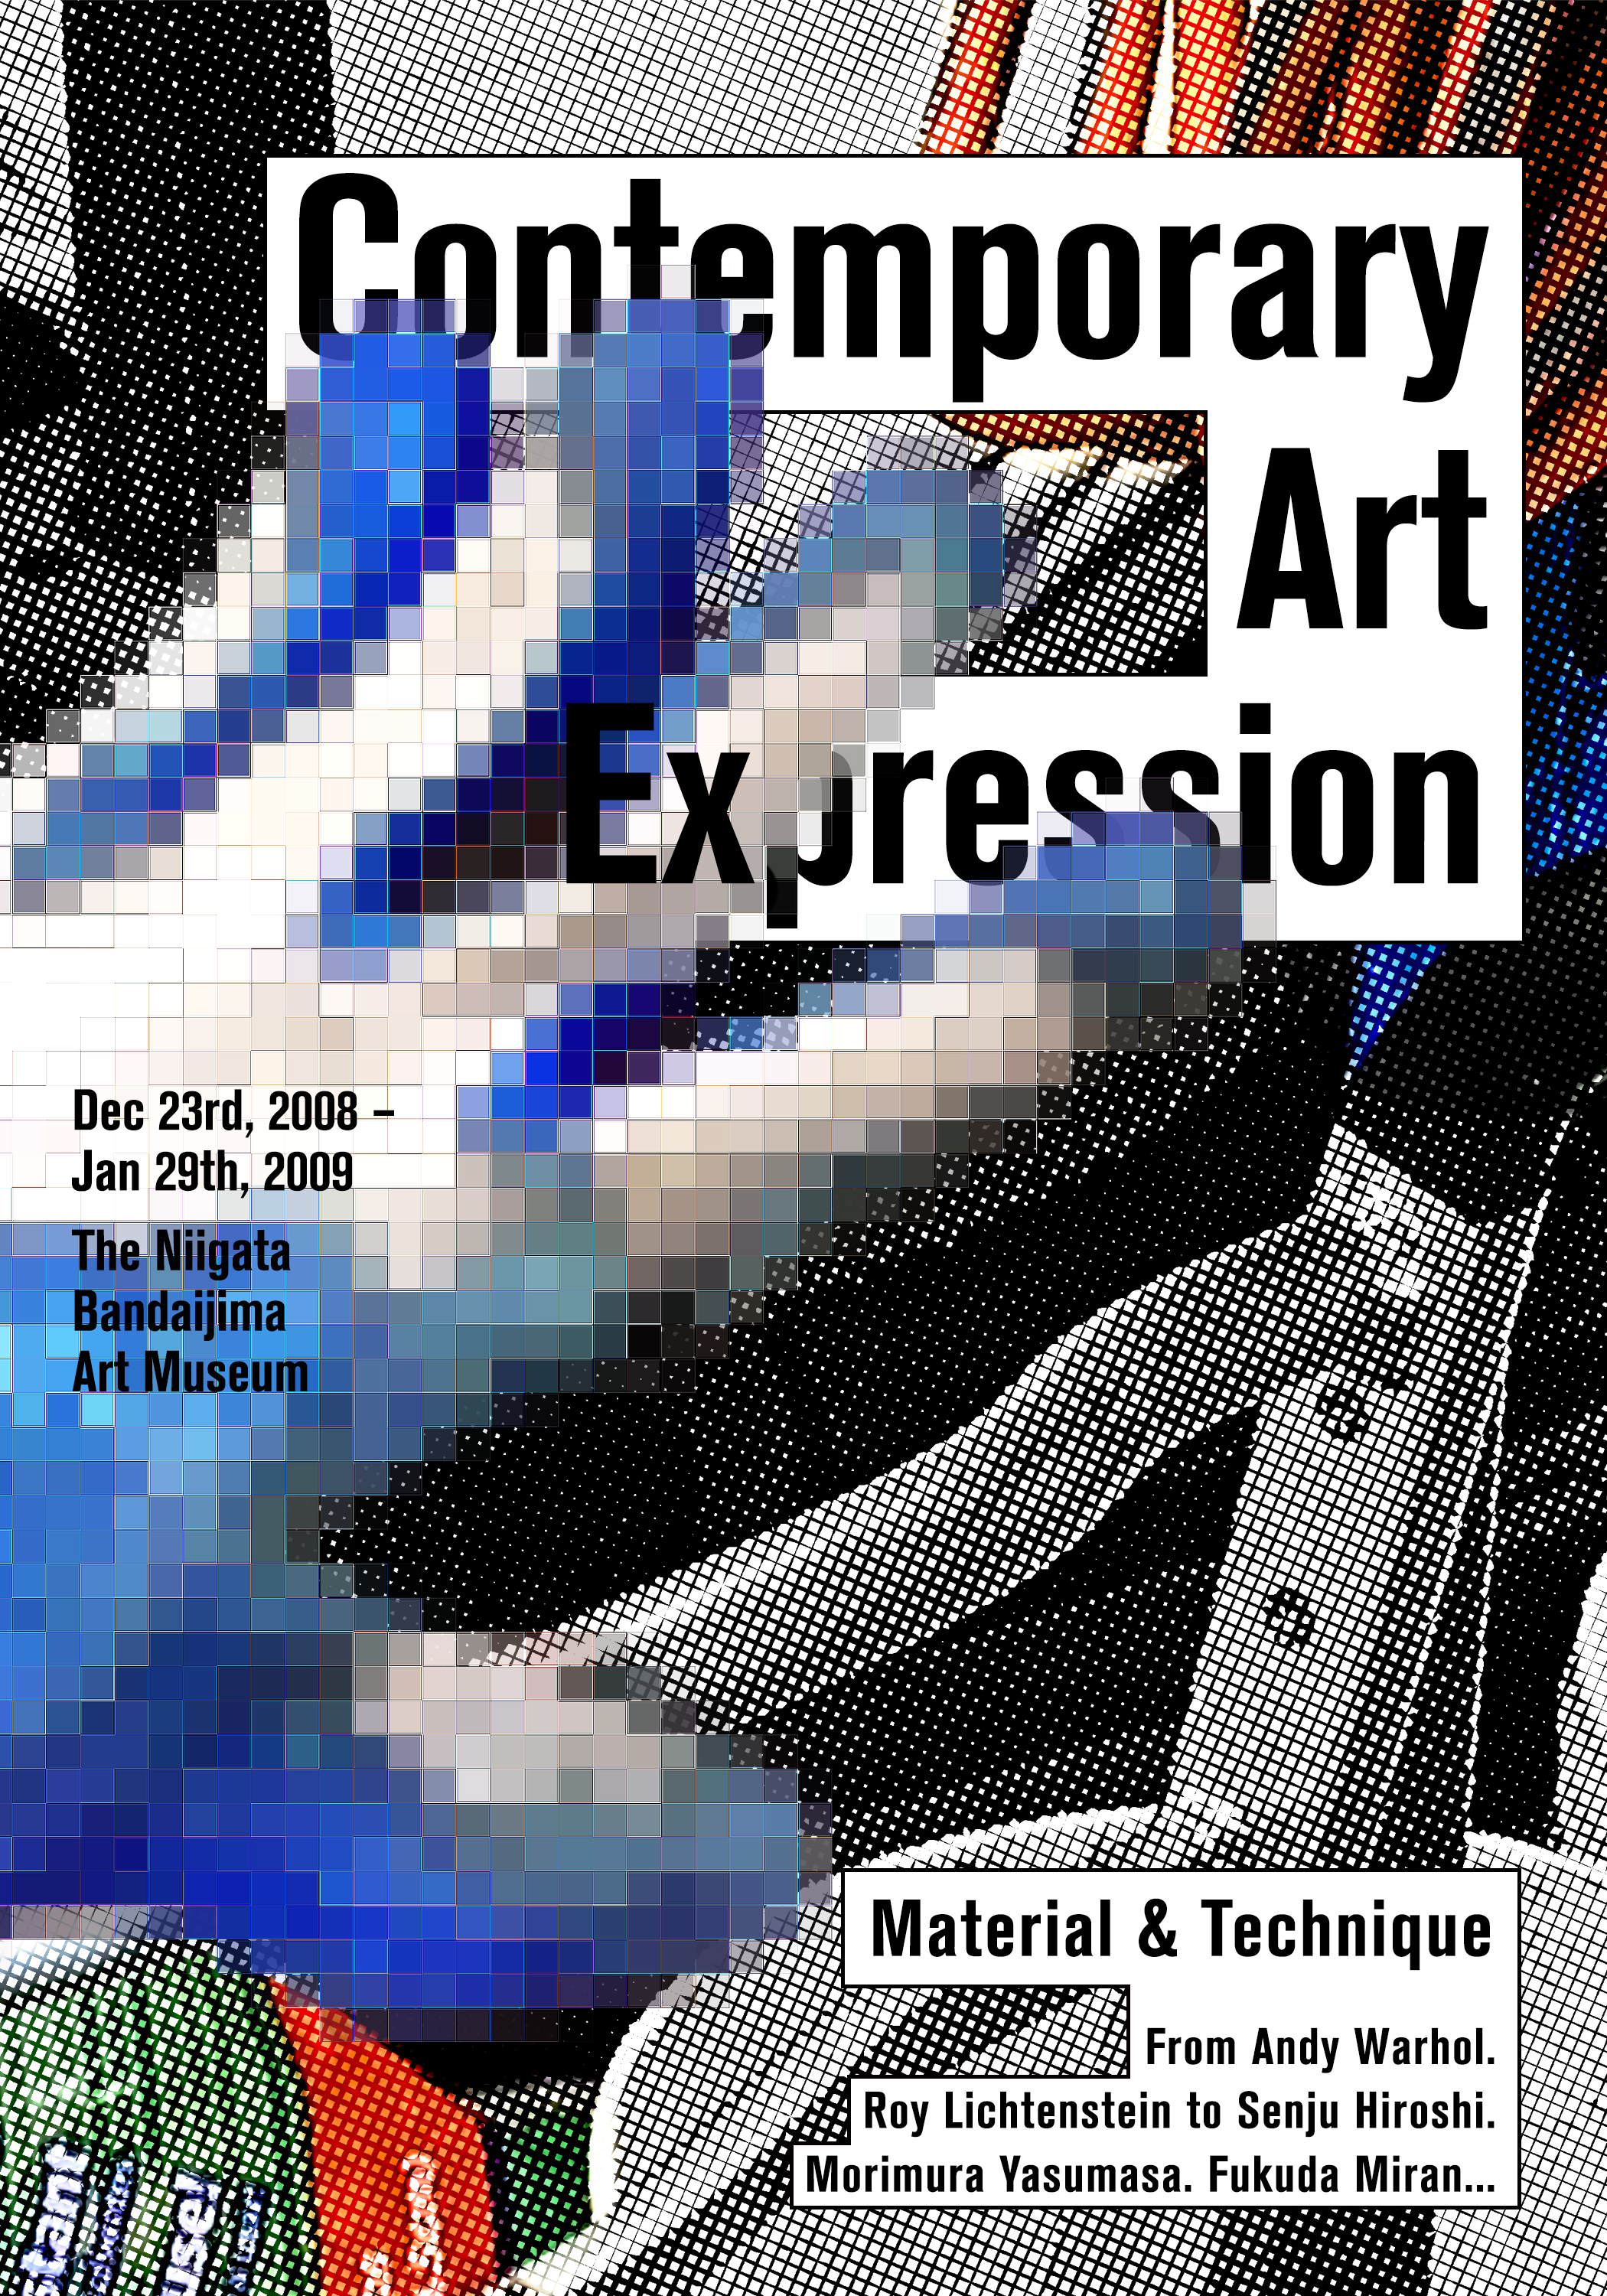 Contemporary
Art
Expression
Dec 23rd, 2008 –
Jan 29th, 2009
The Niigata
Bandaijima
Art Museum
Material & Technique
From Andy Warhol.
Roy Lichtenstein to Senju Hiroshi.
Morimura Yasumasa. Fukuda Miran...